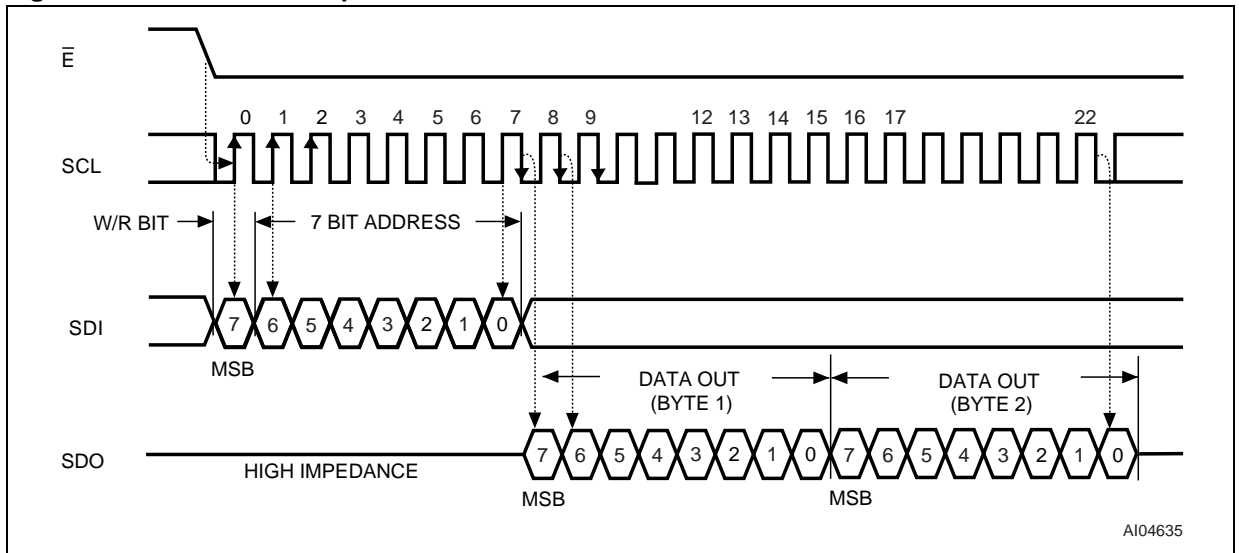 E̅
0 1 2 3 4 5 6 7 8 9 12 13 14 15 16 17 22
SCL
W/R BIT 7 BIT ADDRESS
SDI 7 6 5 4 3 2 1 0
MSB
DATA OUT (BYTE 1) DATA OUT (BYTE 2)
SDO HIGH IMPEDANCE 7 6 5 4 3 2 1 0 7 6 5 4 3 2 1 0
MSB MSB
AI04635